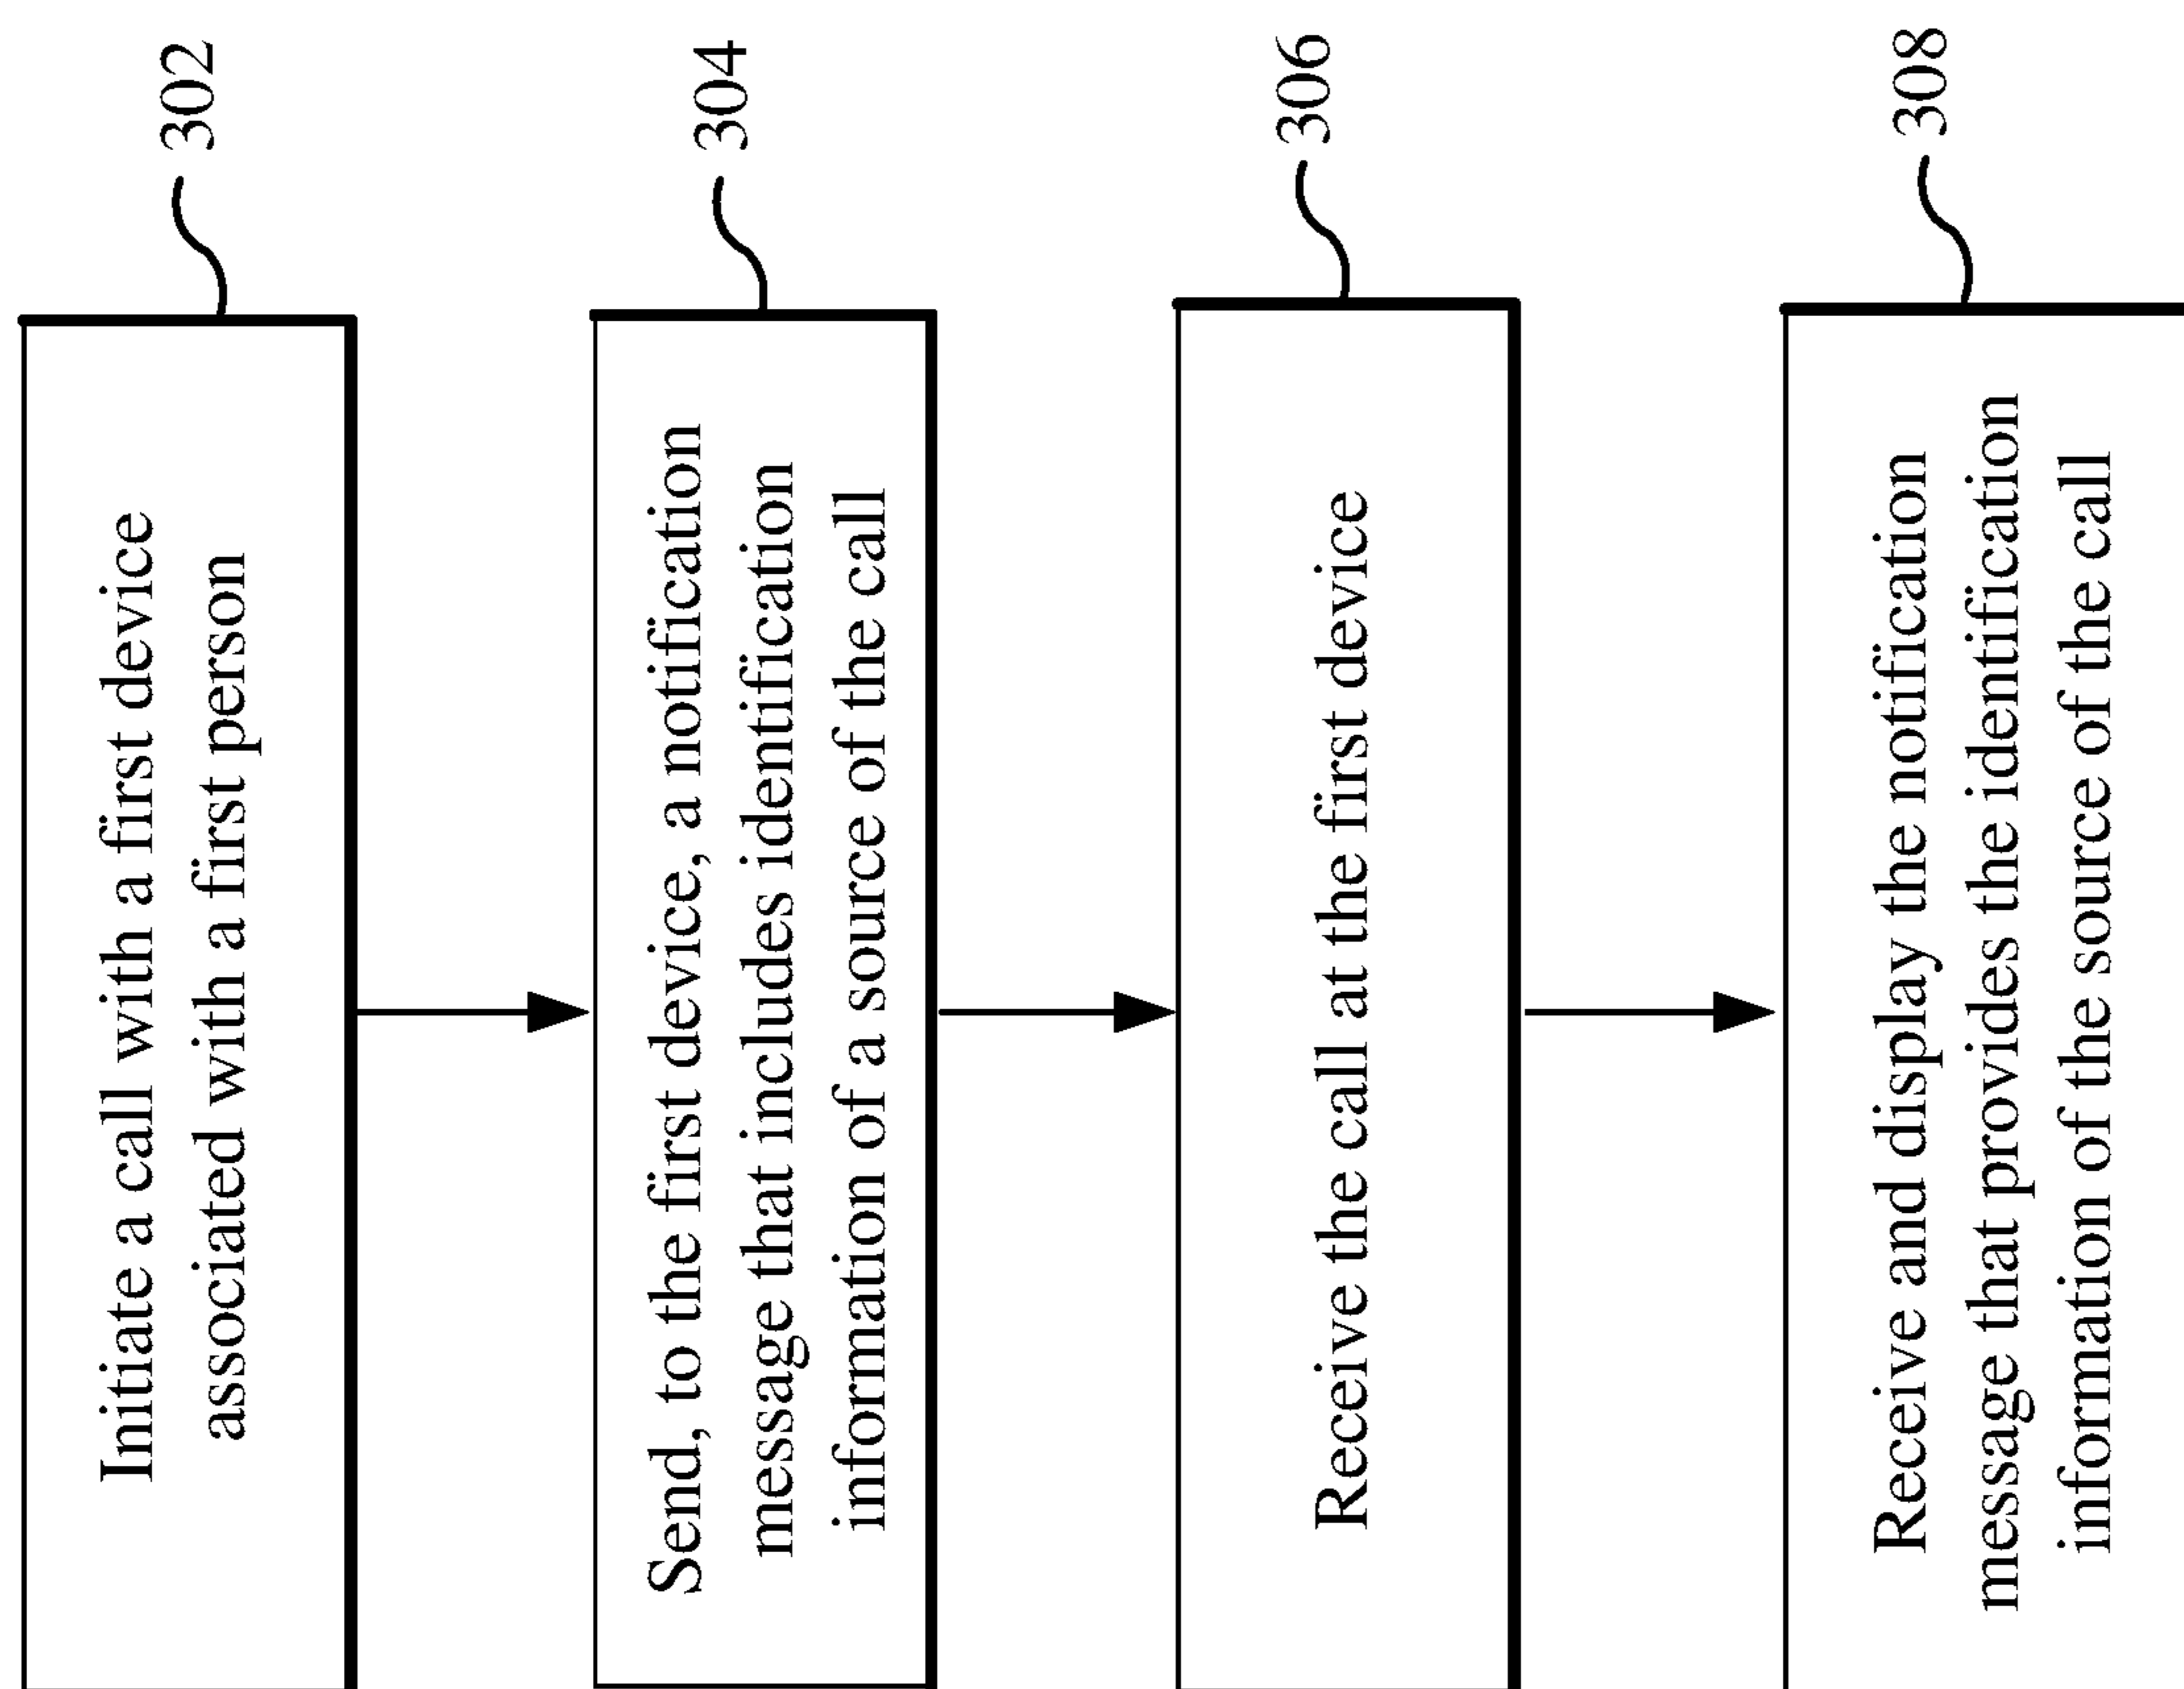 Initiate a call with a first device
associated with a first person
302
Send, to the first device, a notification
message that includes identification
information of a source of the call
304
Receive the call at the first device
306
Receive and display the notification
message that provides the identification
information of the source of the call
308